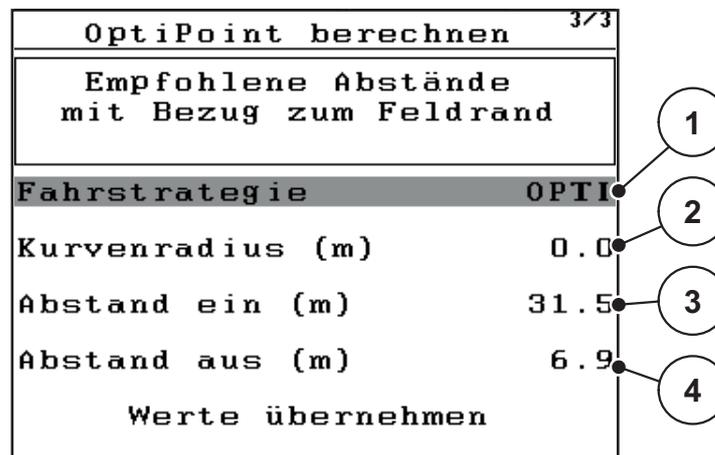 OptiPoint berechnen 3/3
Empfohlene Abstände
mit Bezug zum Feldrand
Fahrstrategie OPTI
Kurvenradius (m) 0.0
Abstand ein (m) 31.5
Abstand aus (m) 6.9
Werte übernehmen
1
2
3
4